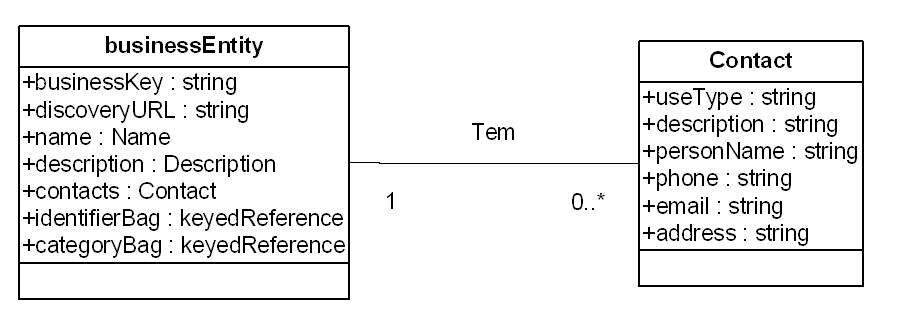 businessEntity
+businessKey : string
+discoveryURL : string
+name : Name
+description : Description
+contacts : Contact
+identifierBag : keyedReference
+categoryBag : keyedReference
Tem
1
0..*
Contact
+useType : string
+description : string
+personName : string
+phone : string
+email : string
+address : string